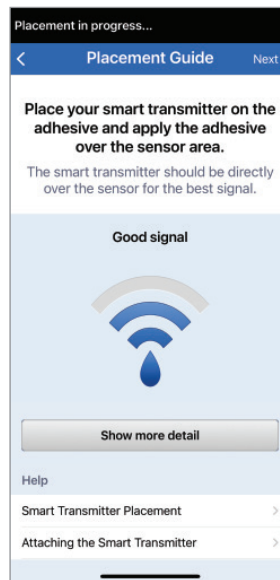 Placement in progress...
Placement Guide Next
Place your smart transmitter on the
adhesive and apply the adhesive
over the sensor area.
The smart transmitter should be directly
over the sensor for the best signal.
Good signal
Show more detail
Help
Smart Transmitter Placement
Attaching the Smart Transmitter